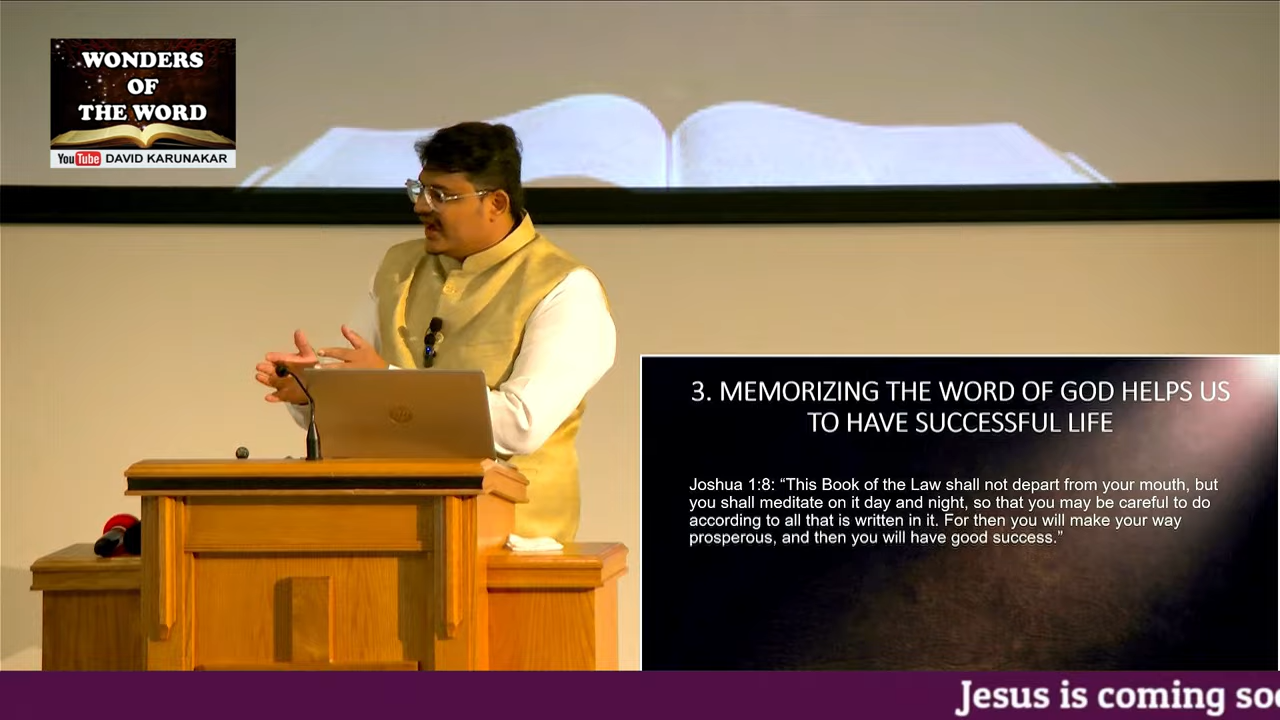 WONDERS
OF
THE WORD
YouTube DAVID KARUNAKAR
3. MEMORIZING THE WORD OF GOD HELPS US
TO HAVE SUCCESSFUL LIFE
Joshua 1:8: “This Book of the Law shall not depart from your mouth, but
you shall meditate on it day and night, so that you may be careful to do
according to all that is written in it. For then you will make your way
prosperous, and then you will have good success.”
Jesus is coming